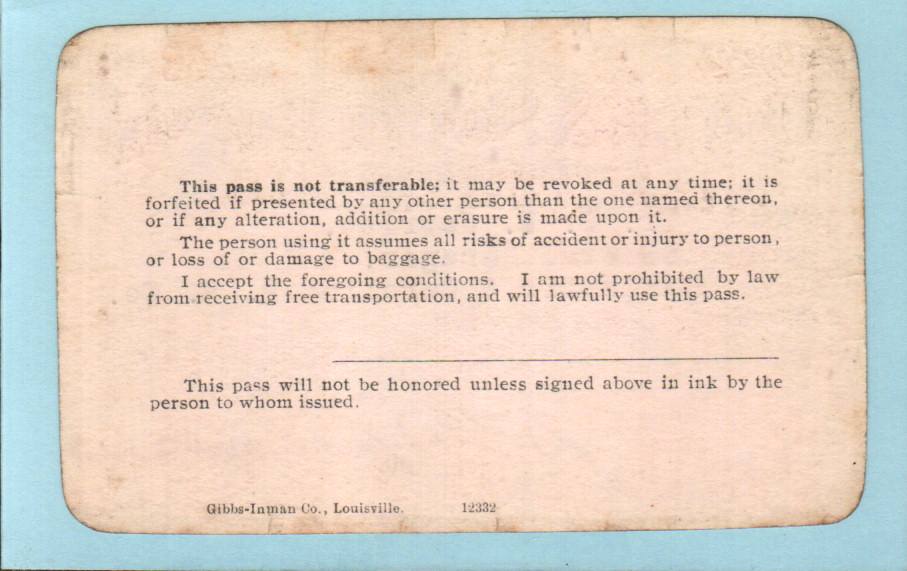 This pass is not transferable; it may be revoked at any time; it is
forfeited if presented by any other person than the one named thereon,
or if any alteration, addition or erasure is made upon it.
The person using it assumes all risks of accident or injury to person,
or loss of or damage to baggage.
I accept the foregoing conditions. I am not prohibited by law
from receiving free transportation, and will lawfully use this pass.
This pass will not be honored unless signed above in ink by the
person to whom issued.
Gibbs-Inman Co., Louisville. 12332